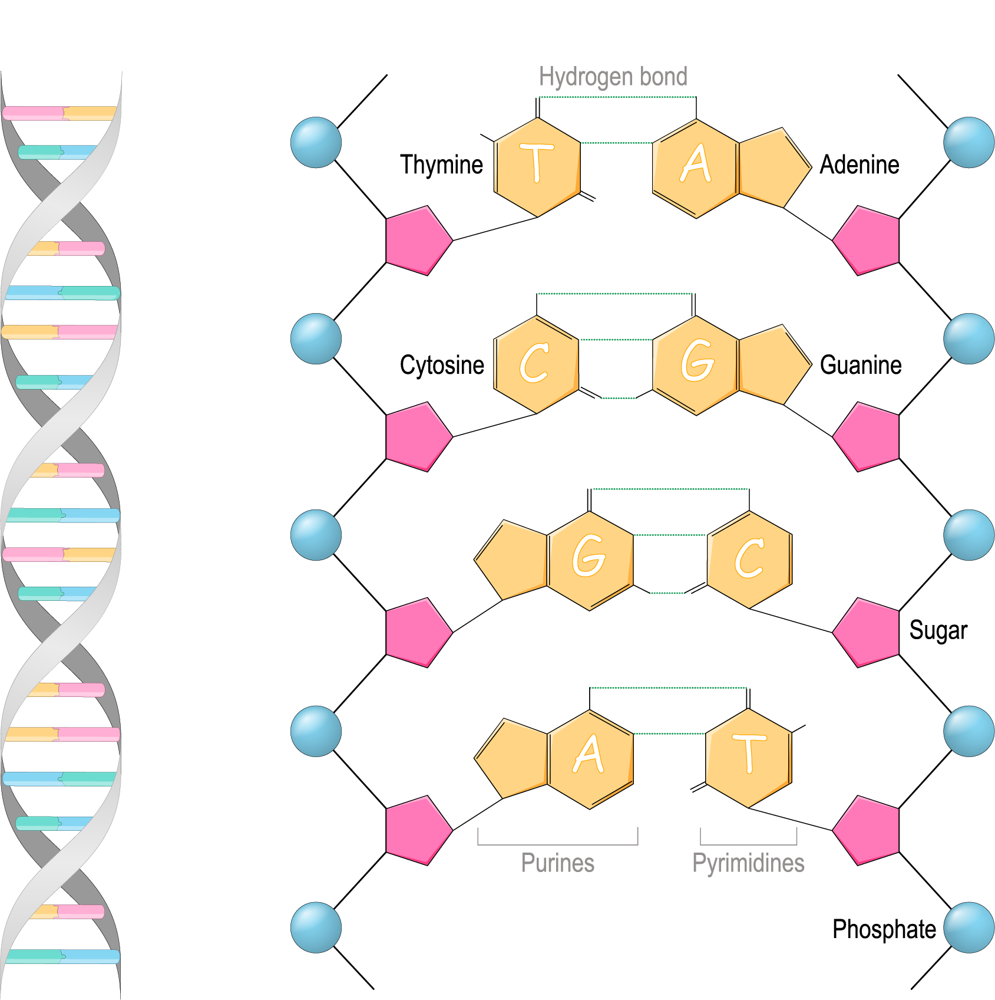 Hydrogen bond
Thymine T A Adenine
Cytosine C G Guanine
G C
Sugar
A T
Purines Pyrimidines
Phosphate